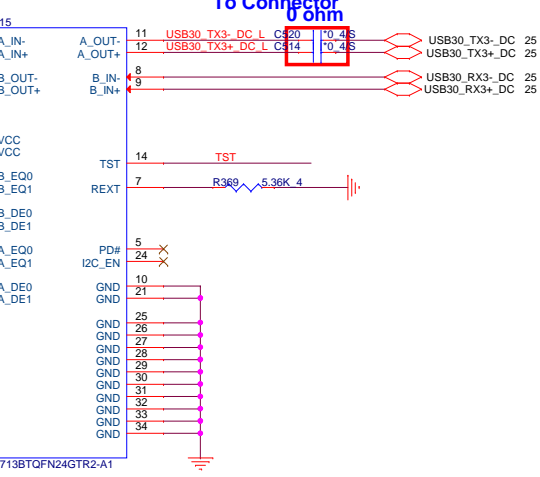 To Connector
0 ohm
15
A_IN- A_OUT- 11 USB30_TX3-_DC_L C520 *0_4/S USB30_TX3-_DC 25
A_IN+ A_OUT+ 12 USB30_TX3+_DC_L C514 *0_4/S USB30_TX3+_DC 25
B_OUT- B_IN- 8 USB30_RX3-_DC 25
B_OUT+ B_IN+ 9 USB30_RX3+_DC 25
VCC
VCC
TST 14 TST
B_EQ0
B_EQ1 REXT 7 R369 5.36K_4
B_DE0
B_DE1
A_EQ0 PD# 5
A_EQ1 I2C_EN 24
A_DE0 GND 10
A_DE1 GND 21
GND 25
GND 26
GND 27
GND 28
GND 29
GND 30
GND 31
GND 32
GND 33
GND 34
713BTQFN24GTR2-A1